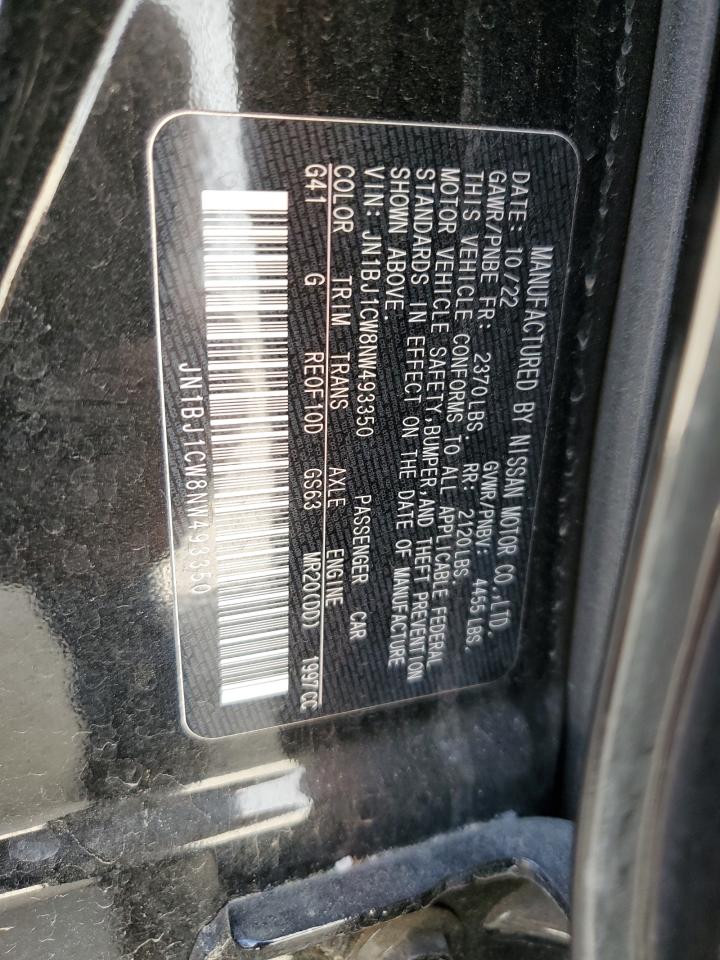 MANUFACTURED BY NISSAN MOTOR CO.,LTD.
DATE: 10/22 GVWR/PNBV: 4455 LBS.
GAWR/PNBE FR: 2370LBS. RR: 2120LBS.
THIS VEHICLE CONFORMS TO ALL APPLICABLE FEDERAL
MOTOR VEHICLE SAFETY,BUMPER,AND THEFT PREVENTION
STANDARDS IN EFFECT ON THE DATE OF MANUFACTURE
SHOWN ABOVE.
VIN: JN1BJ1CW8NW493350 PASSENGER CAR
COLOR TRIM TRANS AXLE ENGINE
G41 G RE0F10D GS63 MR20(DD) 1997CC
JN1BJ1CW8NW493350